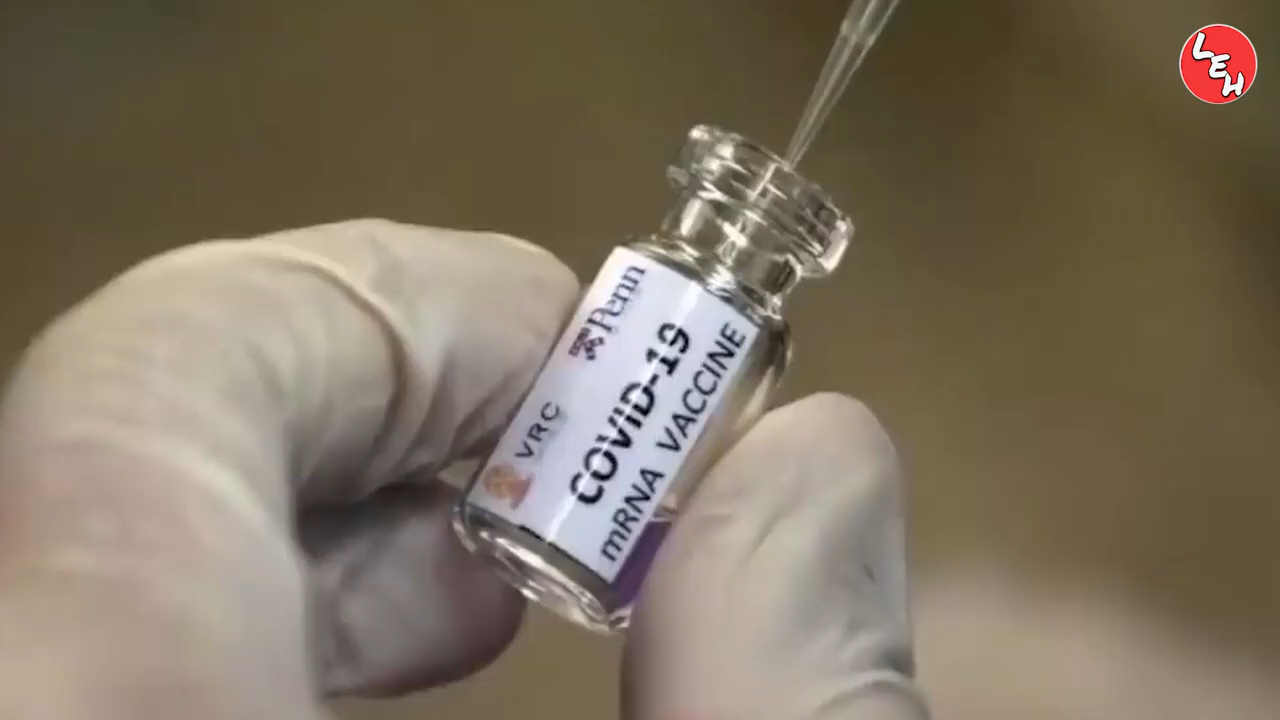 LEH
Penn
VRC
COVID-19
mRNA VACCINE